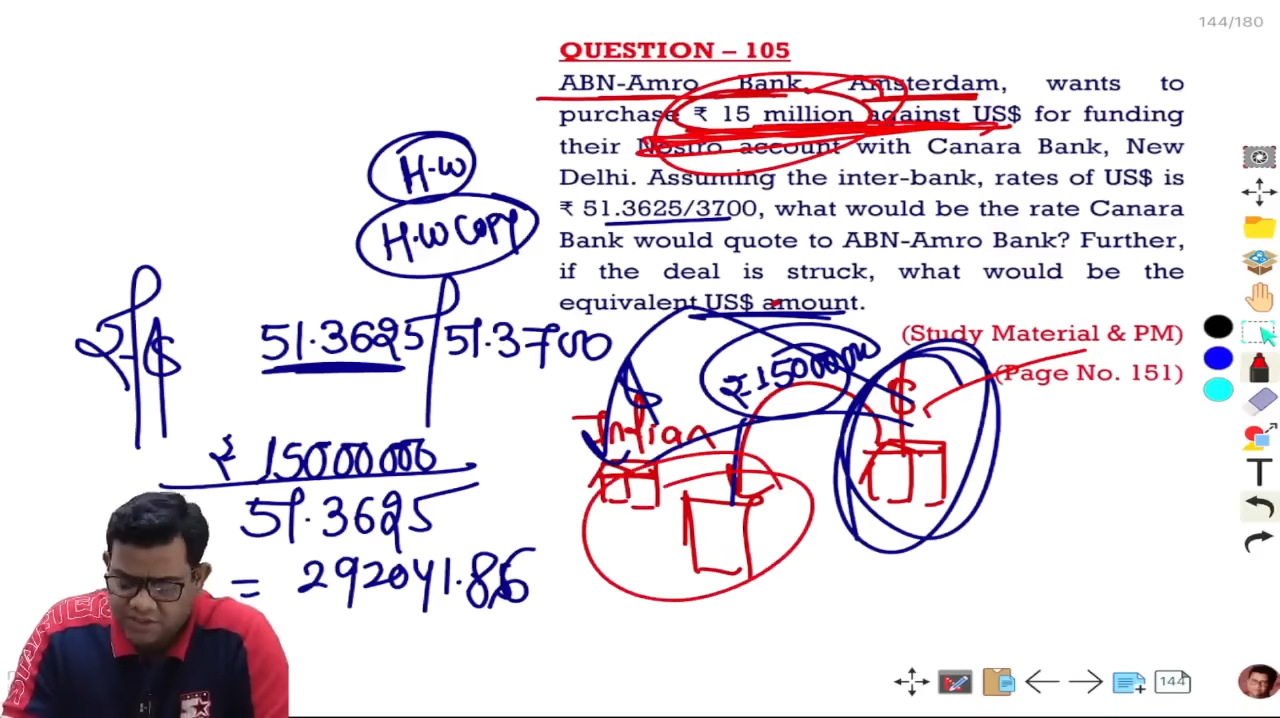 144/180
QUESTION – 105
ABN-Amro Bank, Amsterdam, wants to
purchase ₹ 15 million against US$ for funding
their Nostro account with Canara Bank, New
Delhi. Assuming the inter-bank, rates of US$ is
₹ 51.3625/3700, what would be the rate Canara
Bank would quote to ABN-Amro Bank? Further,
if the deal is struck, what would be the
equivalent US$ amount.
(Study Material & PM)
(Page No. 151)
H.W
H.W Copy
₹ $ 51.3625 51.3700
₹ 15000000
51.3625
= 292041.86
₹ 15000000
$
$
Indian
STARTER
T
144